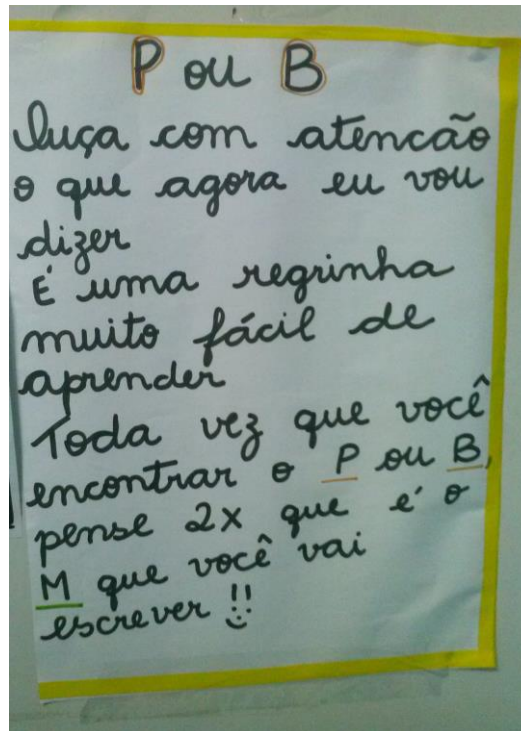 P ou B
Ouça com atencão
o que agora eu vou
dizer
É uma regrinha
muito fácil de
aprender
Toda vez que você
encontrar o P ou B,
pense 2x que é o
M que você vai
escrever !!